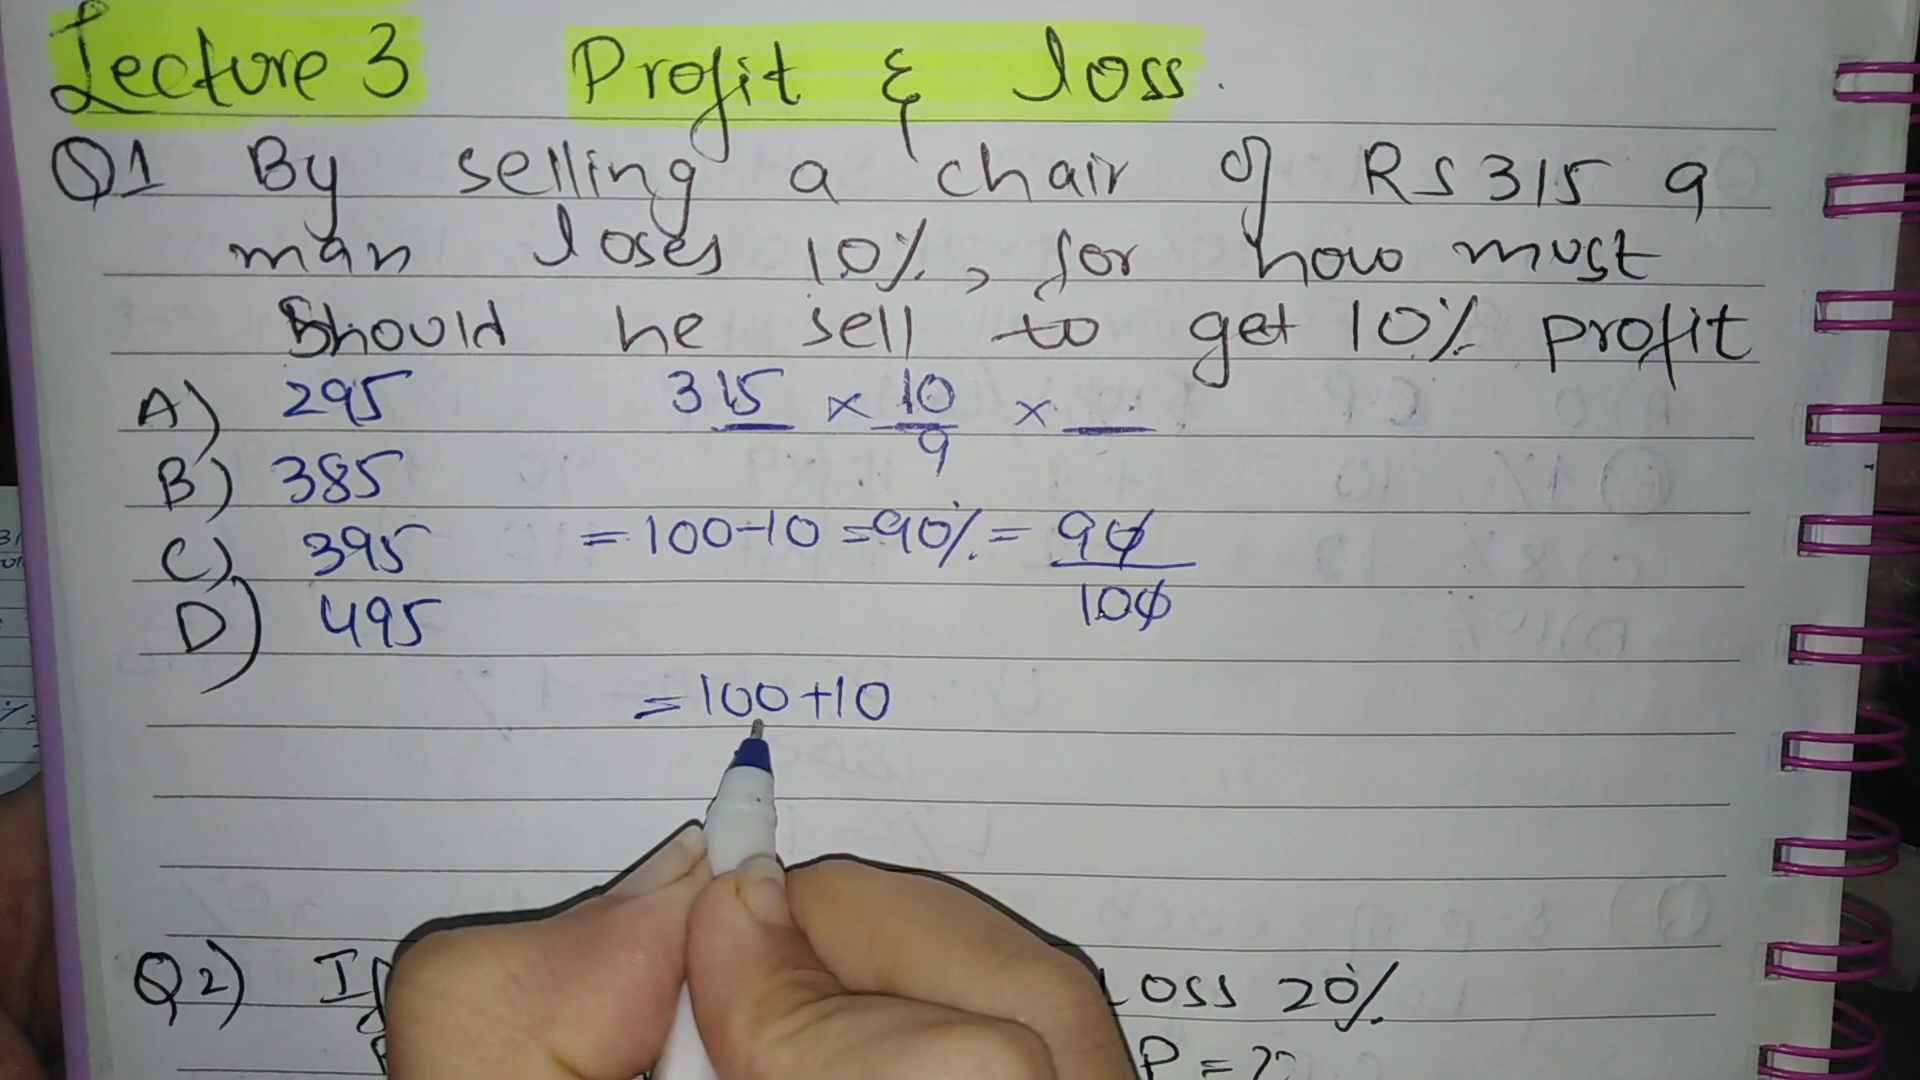 Lecture 3 Profit & loss.
Q1 By selling a chair of RS 315 a
man loses 10%, for how must
Should he sell to get 10% profit
A) 295 315 × 10/9 × .
B) 385
C) 395 = 100-10 = 90% = 90/100
D) 495
= 100+10
Q2) If Loss 20%
P = ??